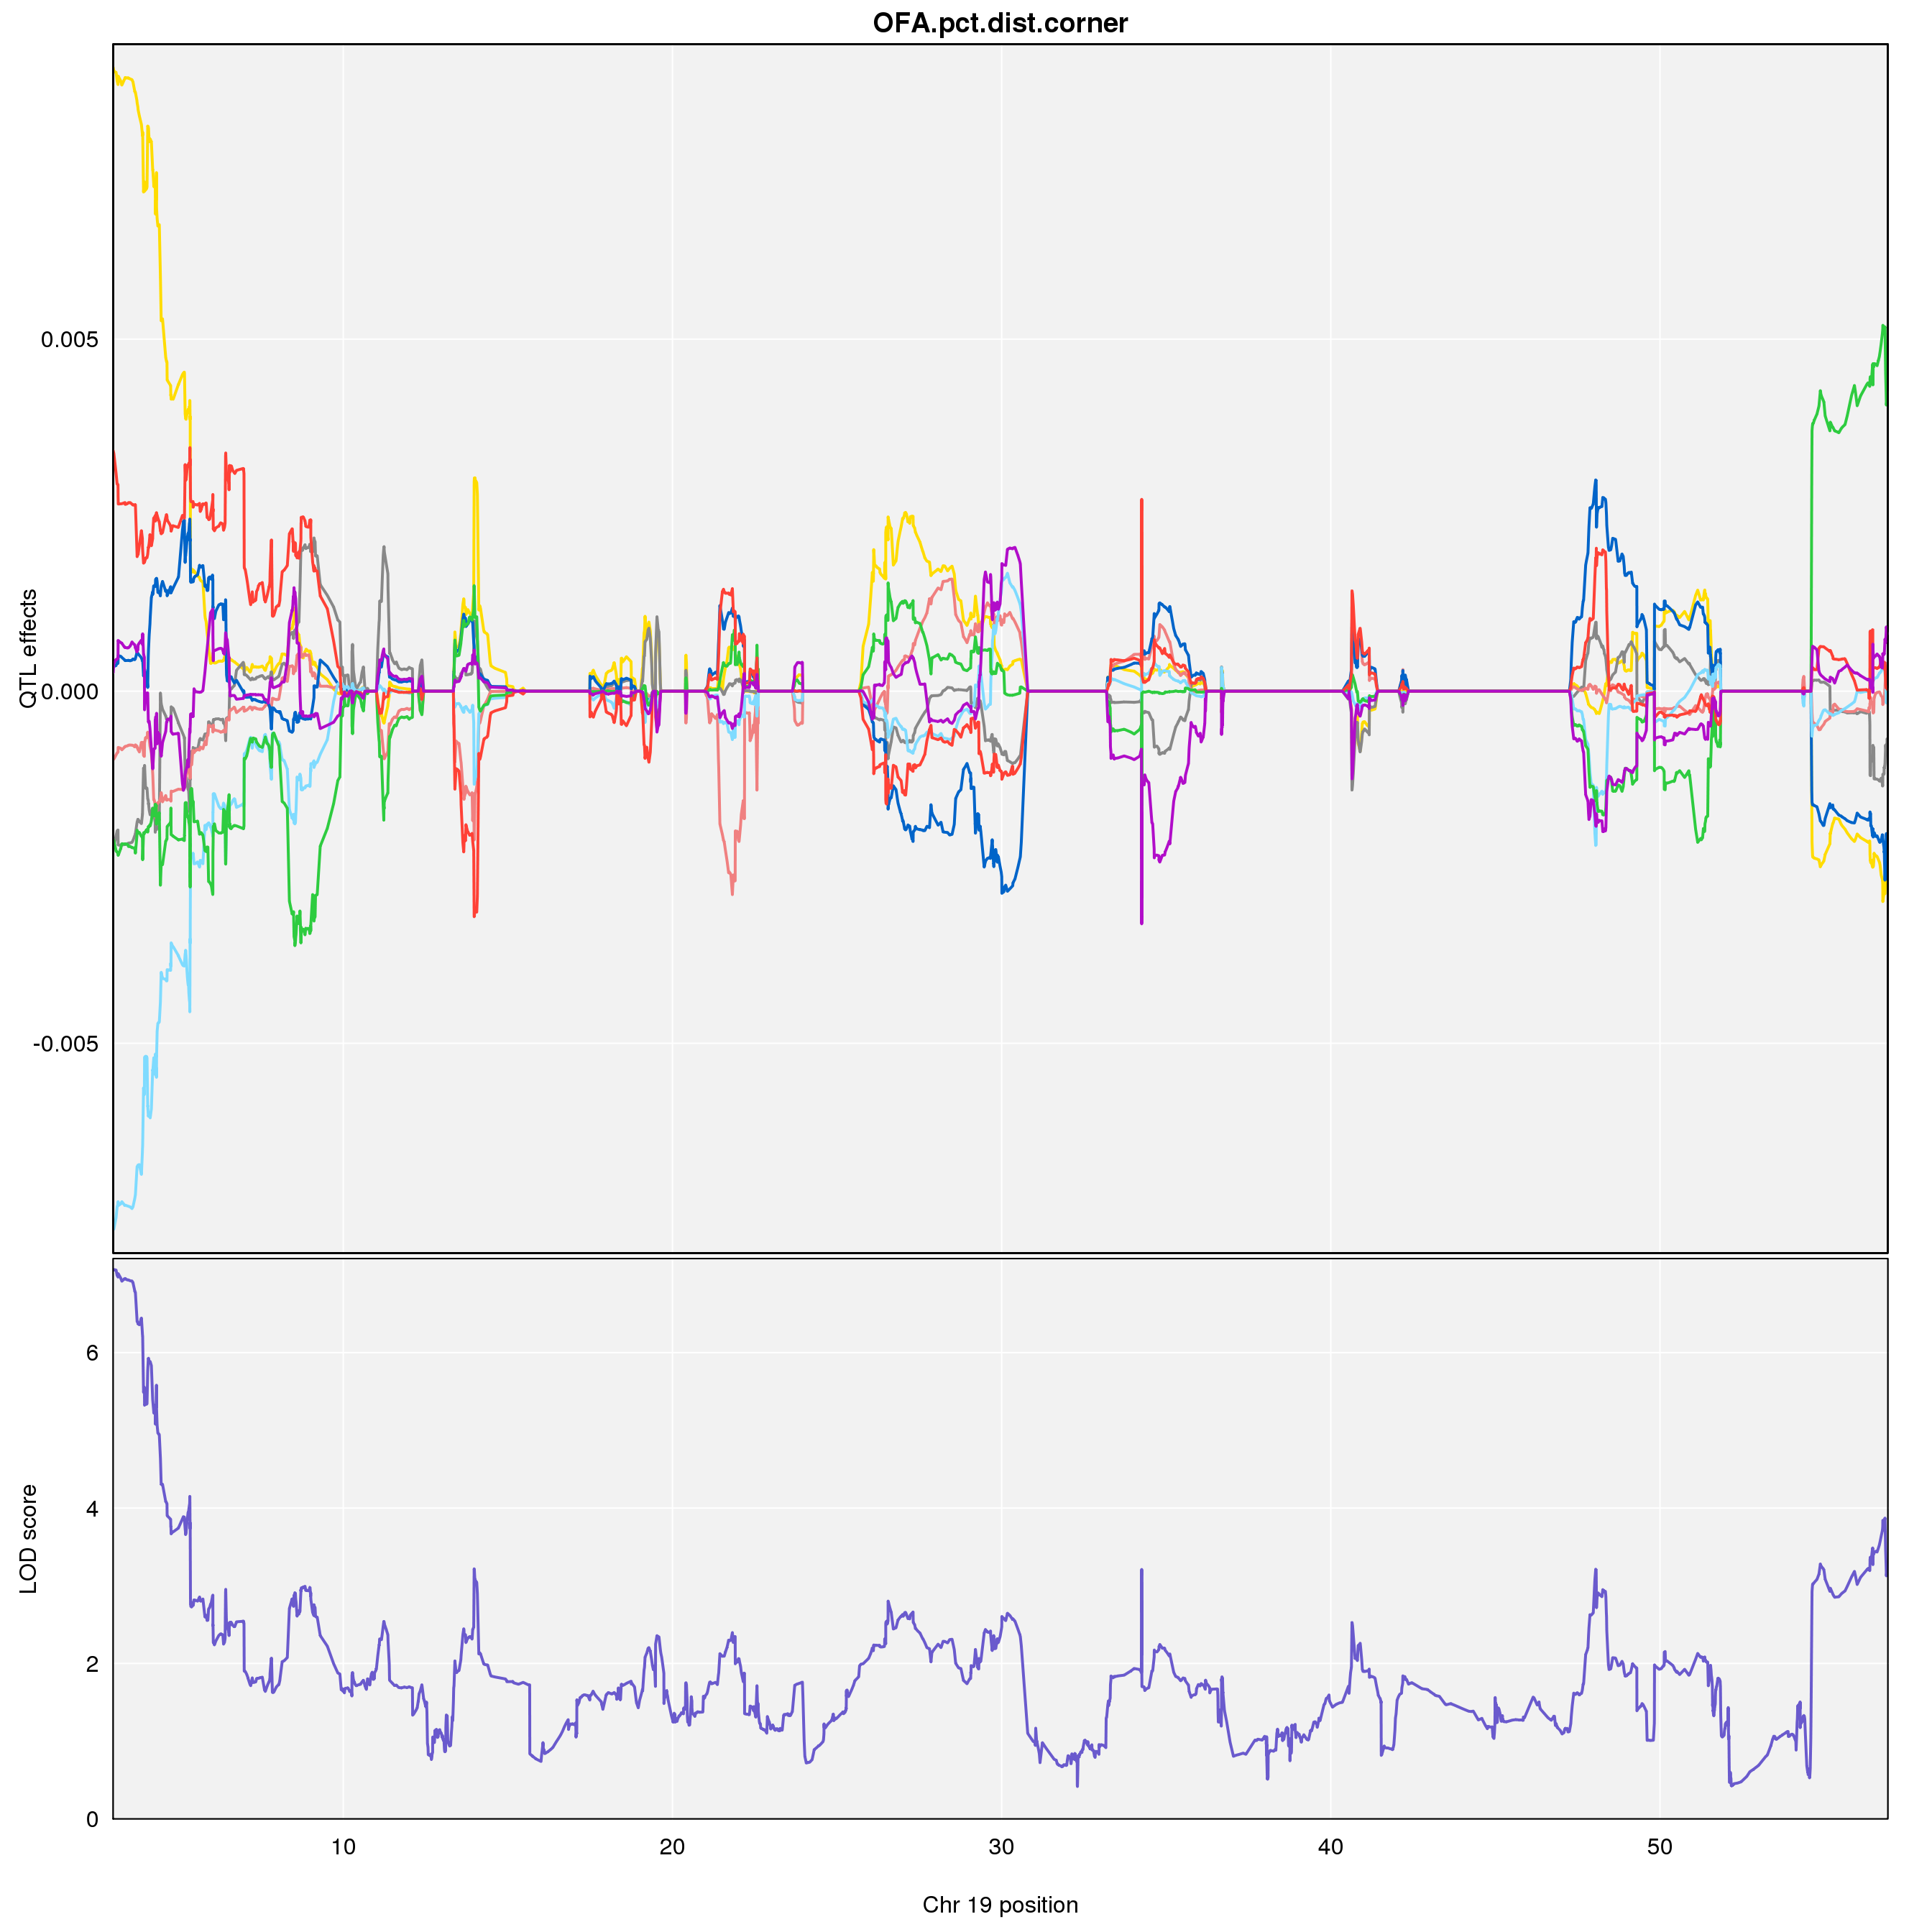 OFA.pct.dist.corner
QTL effects
0.005
0.000
-0.005
LOD score
6
4
2
0
10 20 30 40 50
Chr 19 position